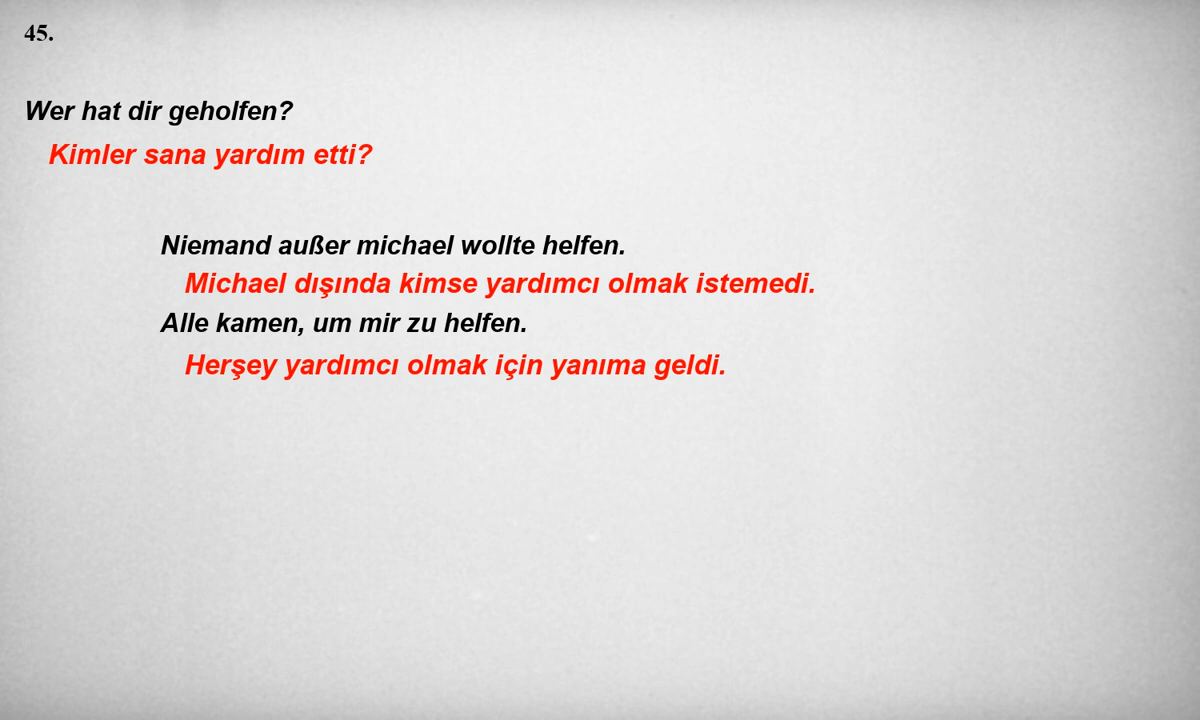 45.
Wer hat dir geholfen?
Kimler sana yardım etti?
Niemand außer michael wollte helfen.
Michael dışında kimse yardımcı olmak istemedi.
Alle kamen, um mir zu helfen.
Herşey yardımcı olmak için yanıma geldi.